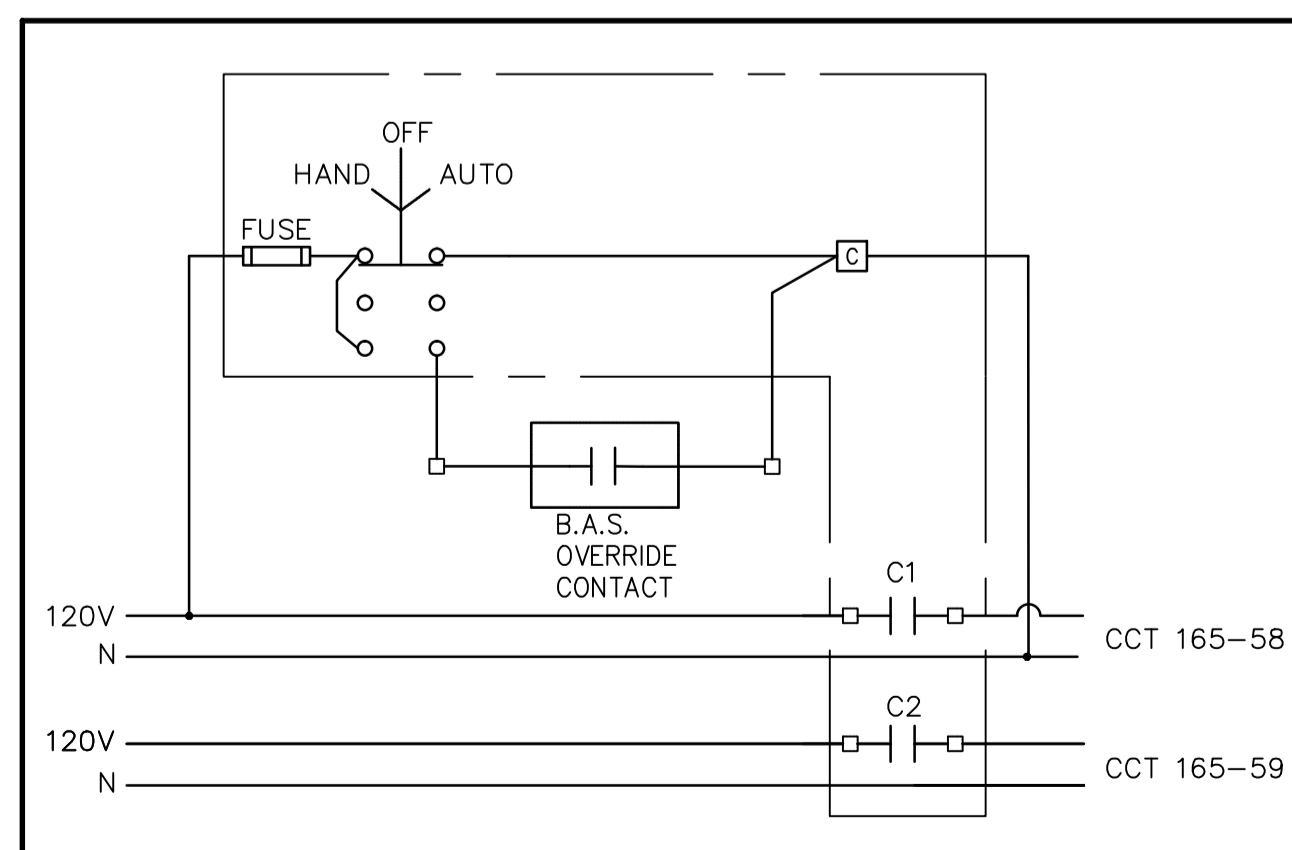 OFF
HAND
AUTO
FUSE
C
B.A.S.
OVERRIDE
CONTACT
C1
120V
N
CCT 165-58
C2
120V
N
CCT 165-59